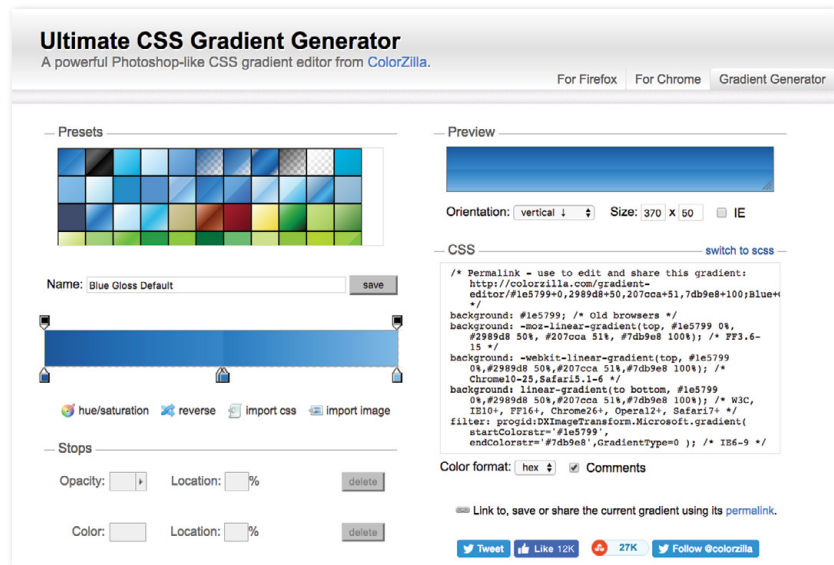 Ultimate CSS Gradient Generator
A powerful Photoshop-like CSS gradient editor from ColorZilla.
For Firefox For Chrome Gradient Generator
Presets
Name: Blue Gloss Default save
hue/saturation reverse import css import image
Stops
Opacity: Location: % delete
Color: Location: % delete
Preview
Orientation: vertical ↓ Size: 370 x 50 IE
CSS switch to scss
/* Permalink - use to edit and share this gradient:
http://colorzilla.com/gradient-
editor/#1e5799+0,2989d8+50,207cca+51,7db9e8+100;Blue+
*/
background: #1e5799; /* Old browsers */
background: -moz-linear-gradient(top, #1e5799 0%,
#2989d8 50%, #207cca 51%, #7db9e8 100%); /* FF3.6-
15 */
background: -webkit-linear-gradient(top, #1e5799
0%,#2989d8 50%,#207cca 51%,#7db9e8 100%); /*
Chrome10-25,Safari5.1-6 */
background: linear-gradient(to bottom, #1e5799
0%,#2989d8 50%,#207cca 51%,#7db9e8 100%); /* W3C,
IE10+, FF16+, Chrome26+, Opera12+, Safari7+ */
filter: progid:DXImageTransform.Microsoft.gradient(
startColorstr='#1e5799',
endColorstr='#7db9e8',GradientType=0 ); /* IE6-9 */
Color format: hex Comments
Link to, save or share the current gradient using its permalink.
Tweet Like 12K 27K Follow @colorzilla